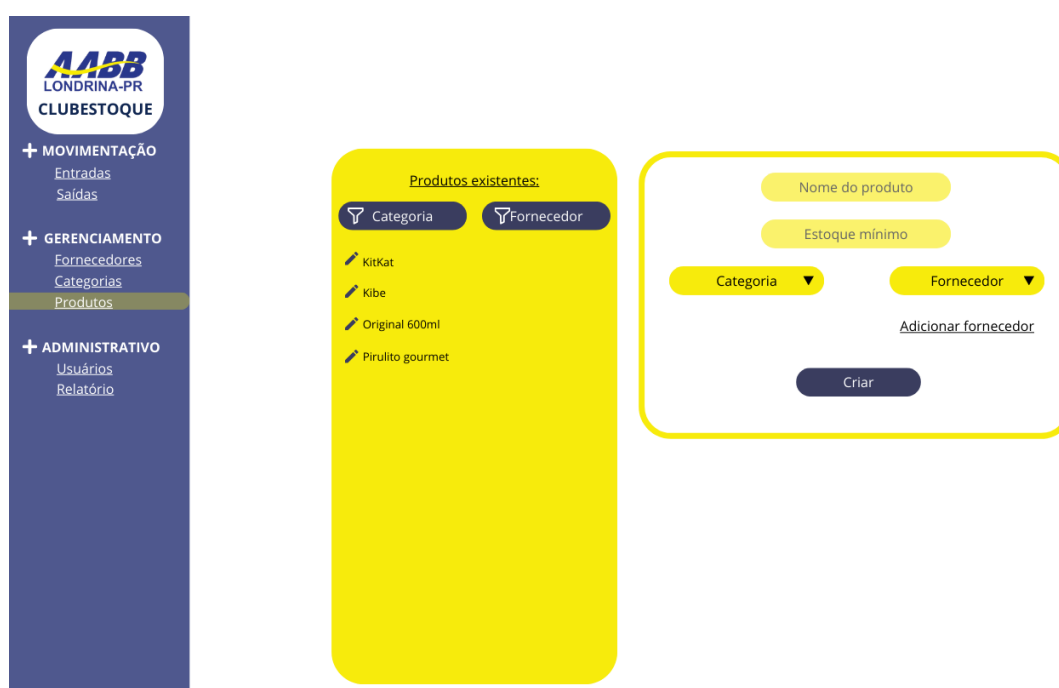 AABB
LONDRINA-PR
CLUBESTOQUE
MOVIMENTAÇÃO
Entradas
Saídas
GERENCIAMENTO
Fornecedores
Categorias
Produtos
ADMINISTRATIVO
Usuários
Relatório
Produtos existentes:
Categoria
Fornecedor
KitKat
Kibe
Original 600ml
Pirulito gourmet
Nome do produto
Estoque mínimo
Categoria
Fornecedor
Adicionar fornecedor
Criar